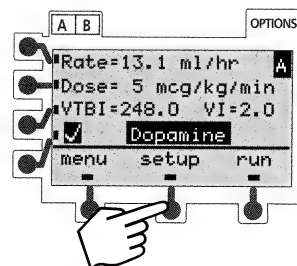 A B OPTIONS
Rate=13.1 ml/hr A
Dose= 5 mcg/kg/min
VTBI=248.0 VI=2.0
Dopamine
menu setup run